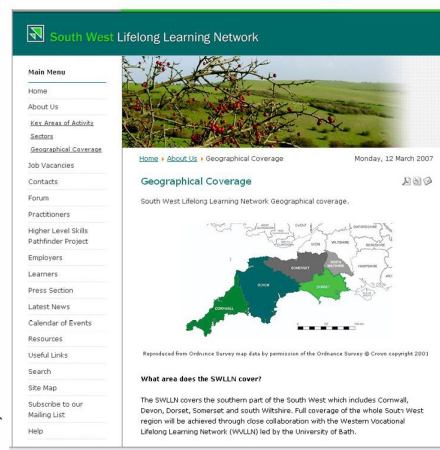 South West Lifelong Learning Network
Main Menu
Home
About Us
Key Areas of Activity
Sectors
Geographical Coverage
Job Vacancies
Contacts
Forum
Practitioners
Higher Level Skills
Pathfinder Project
Employers
Learners
Press Section
Latest News
Calendar of Events
Resources
Useful Links
Search
Site Map
Subscribe to our
Mailing List
Help
Home About Us Geographical Coverage Monday, 12 March 2007
Geographical Coverage
South West Lifelong Learning Network Geographical coverage.
WILTSHIRE
HAMPSHIRE
SOMERSET
DEVON
DORSET
CORNWALL
Reproduced from Ordnance Survey map data by permission of the Ordnance Survey © Crown copyright 2001
What area does the SWLLN cover?
The SWLLN covers the southern part of the South West which includes Cornwall,
Devon, Dorset, Somerset and south Wiltshire. Full coverage of the whole South West
region will be achieved through close collaboration with the Western Vocational
Lifelong Learning Network (WVLLN) led by the University of Bath.